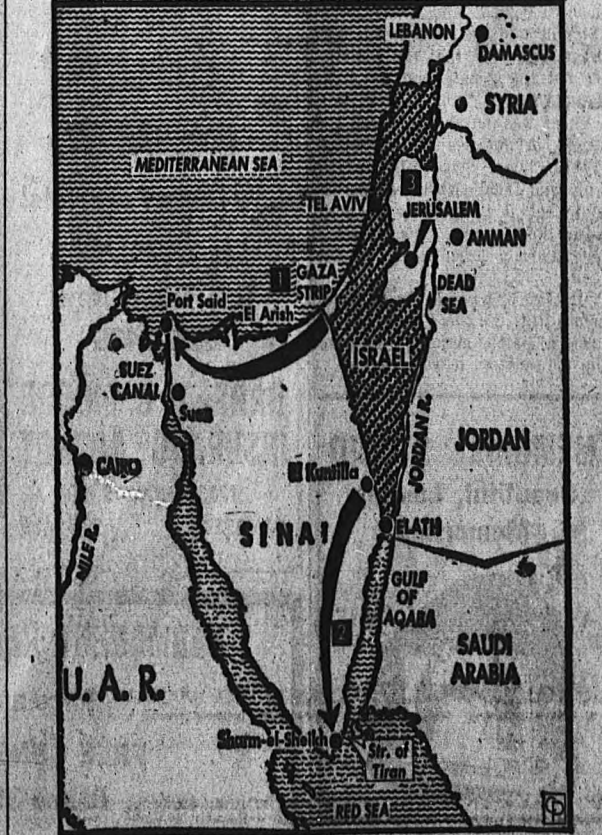 LEBANON
DAMASCUS
SYRIA
MEDITERRANEAN SEA
3
TEL AVIV
JERUSALEM
AMMAN
1
GAZA
STRIP
DEAD
SEA
Port Said
El Arish
SUEZ
CANAL
ISRAEL
Suez
JORDAN R.
JORDAN
CAIRO
Kuntilla
SINAI
ELATH
NILE R.
GULF
OF
AQABA
2
SAUDI
ARABIA
U. A. R.
Sharm-el-Sheikh
Str. of
Tiran
RED SEA
CP